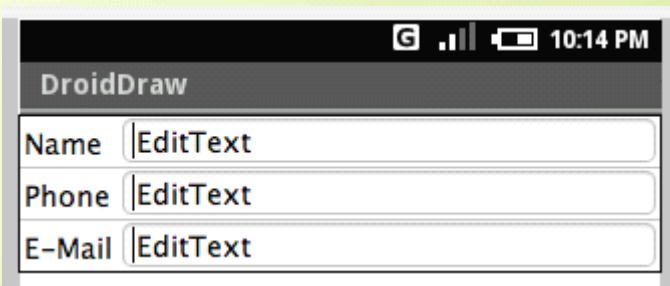 G 10:14 PM
DroidDraw
Name EditText
Phone EditText
E-Mail EditText